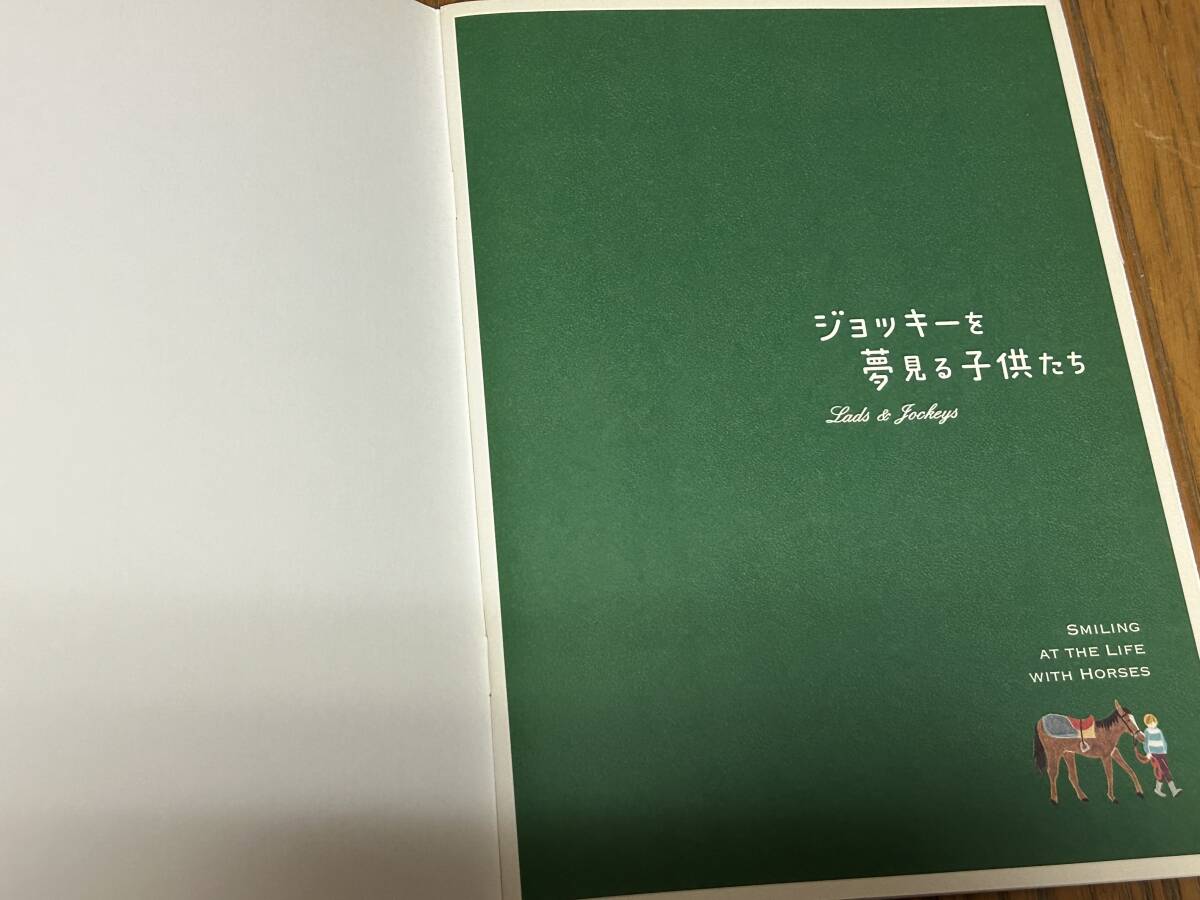 ジョッキーを
夢見る子供たち
Lads & Jockeys
SMILING
AT THE LIFE
WITH HORSES